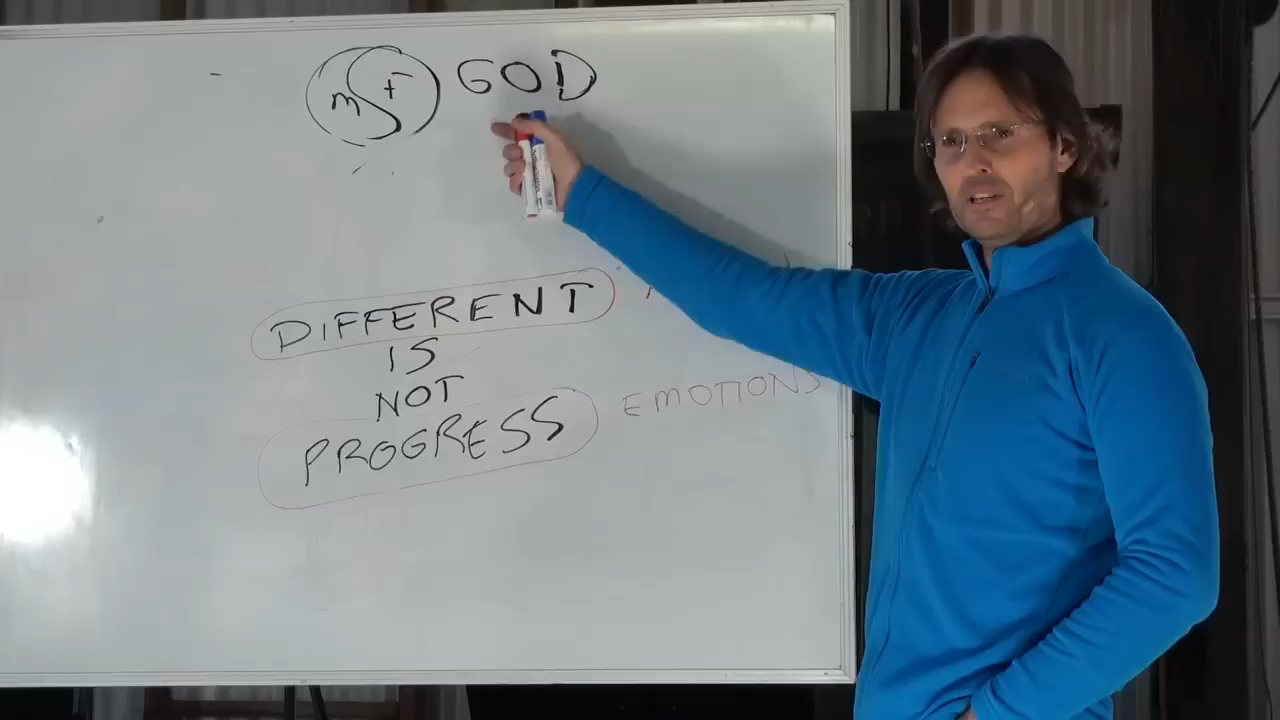 m f GOD
DIFFERENT
IS
NOT
PROGRESS EMOTIONS